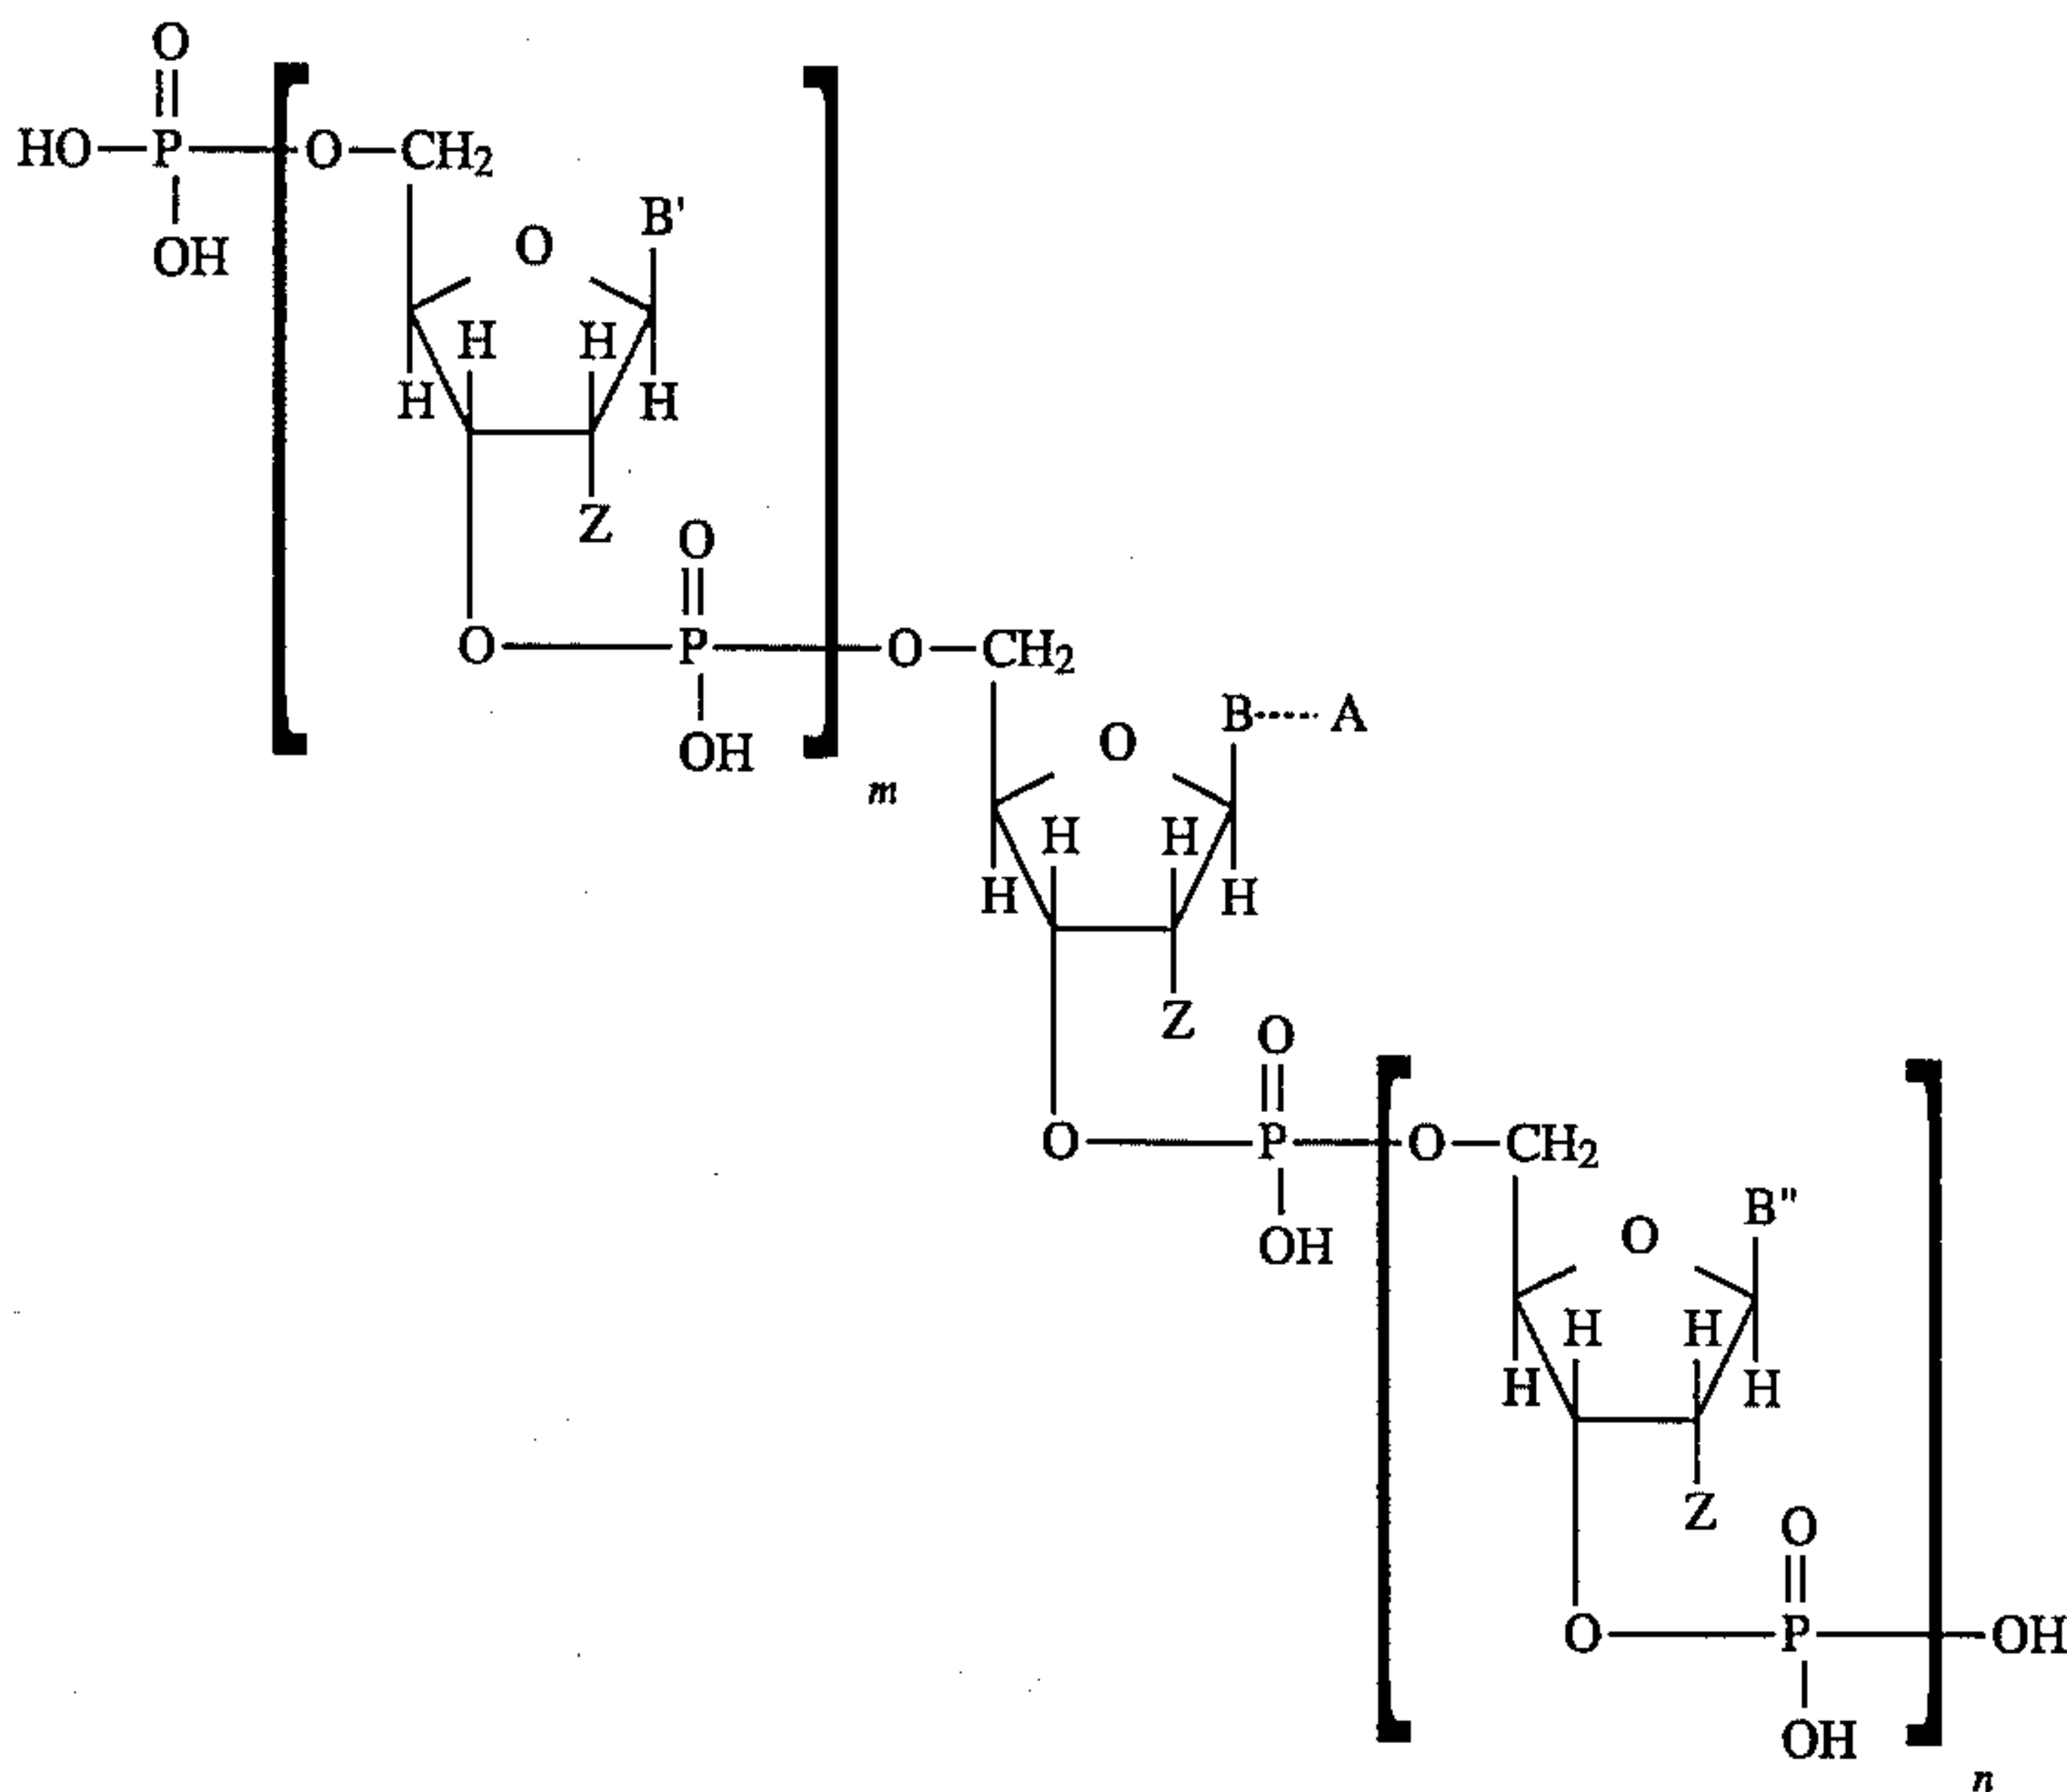 O
HO—P—O—CH2
OH
B'
O
H H
H H
Z
O
O—P—O—CH2
OH
m
B-----A
O
H H
H H
Z
O
O—P—O—CH2
OH
B"
O
H H
H H
Z
O
O—P—OH
OH
n